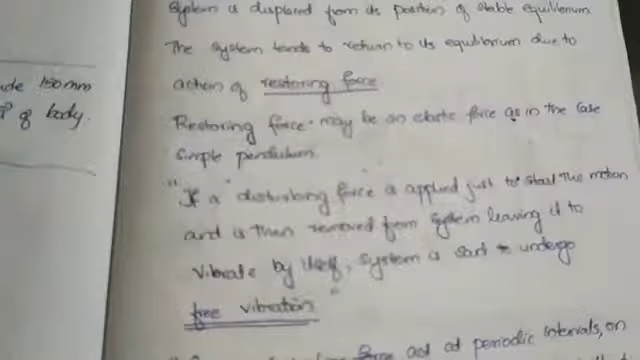 System is displaced from its position of stable equilibrium
The system tends to return to its equilibrium due to
action of restoring force
Restoring force may be an elastic force as in the case
simple pendulum.
"If a disturbing force is applied just to start the motion
and is then removed from system leaving it to
vibrate by itself, system is said to undergo
free vibration"
force act at periodic intervals, on
150mm
of body.